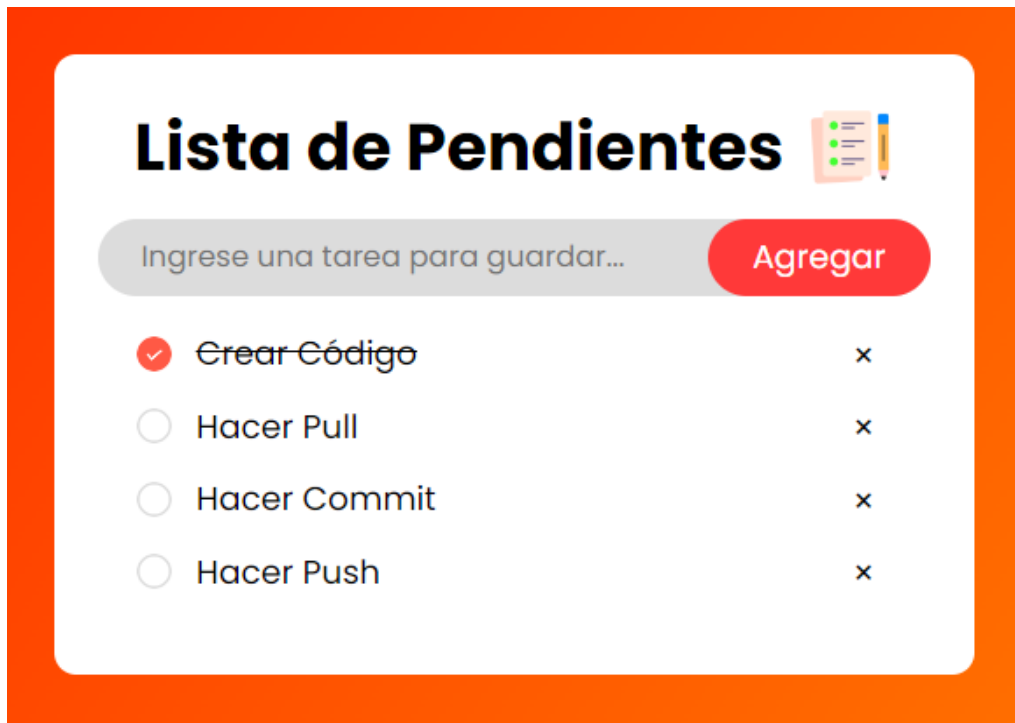 Lista de Pendientes
Ingrese una tarea para guardar... Agregar
Crear Código ×
Hacer Pull ×
Hacer Commit ×
Hacer Push ×